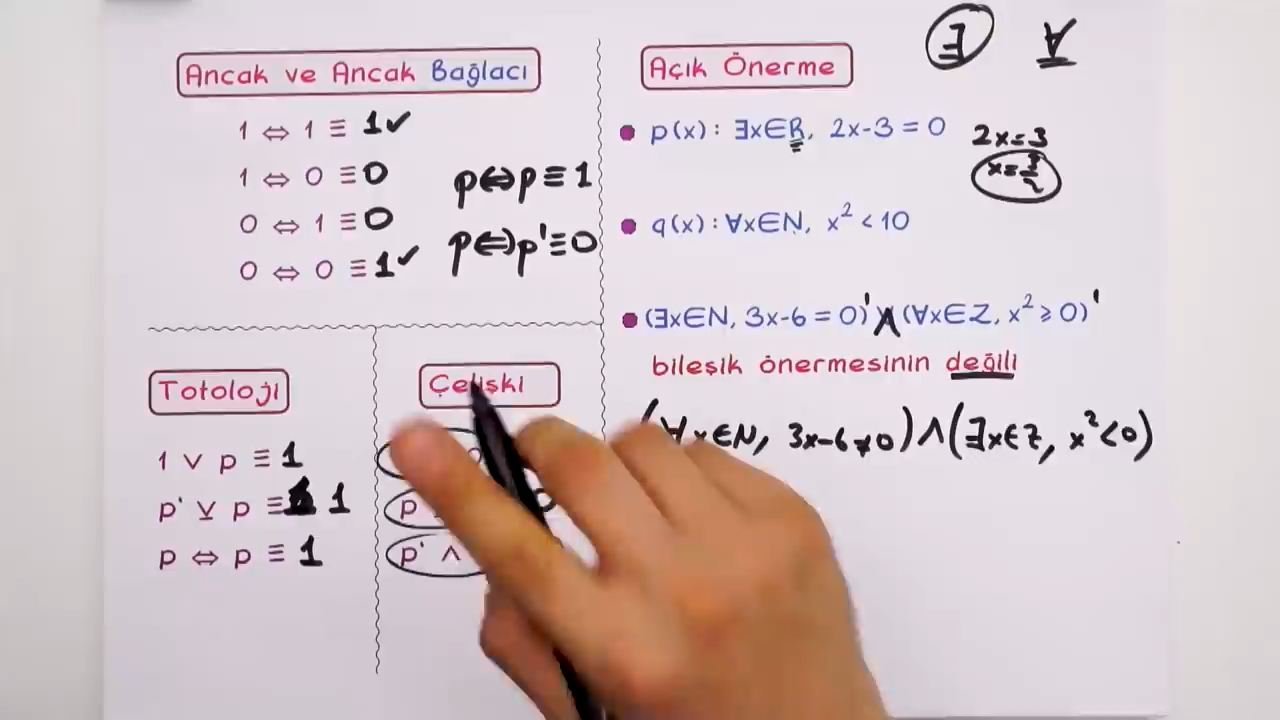 Ancak ve Ancak Bağlacı
1 ⇔ 1 ≡ 1 ✓
1 ⇔ 0 ≡ 0
0 ⇔ 1 ≡ 0
0 ⇔ 0 ≡ 1 ✓
p⇔p≡1
p⇔p'≡0
Totoloji
1 ∨ p ≡ 1
p' ⊻ p ≡ 1
p ⇔ p ≡ 1
Çelişki
p
p' ∧
Açık Önerme
∃ ∀
p(x): ∃x∈R, 2x-3 = 0
2x=3
x=3/2
q(x): ∀x∈N, x² < 10
(∃x∈N, 3x-6 = 0)' ∧ (∀x∈Z, x² ⩾ 0)'
bileşik önermesinin değili
(∀x∈N, 3x-6≠0) ∧ (∃x∈Z, x²<0)